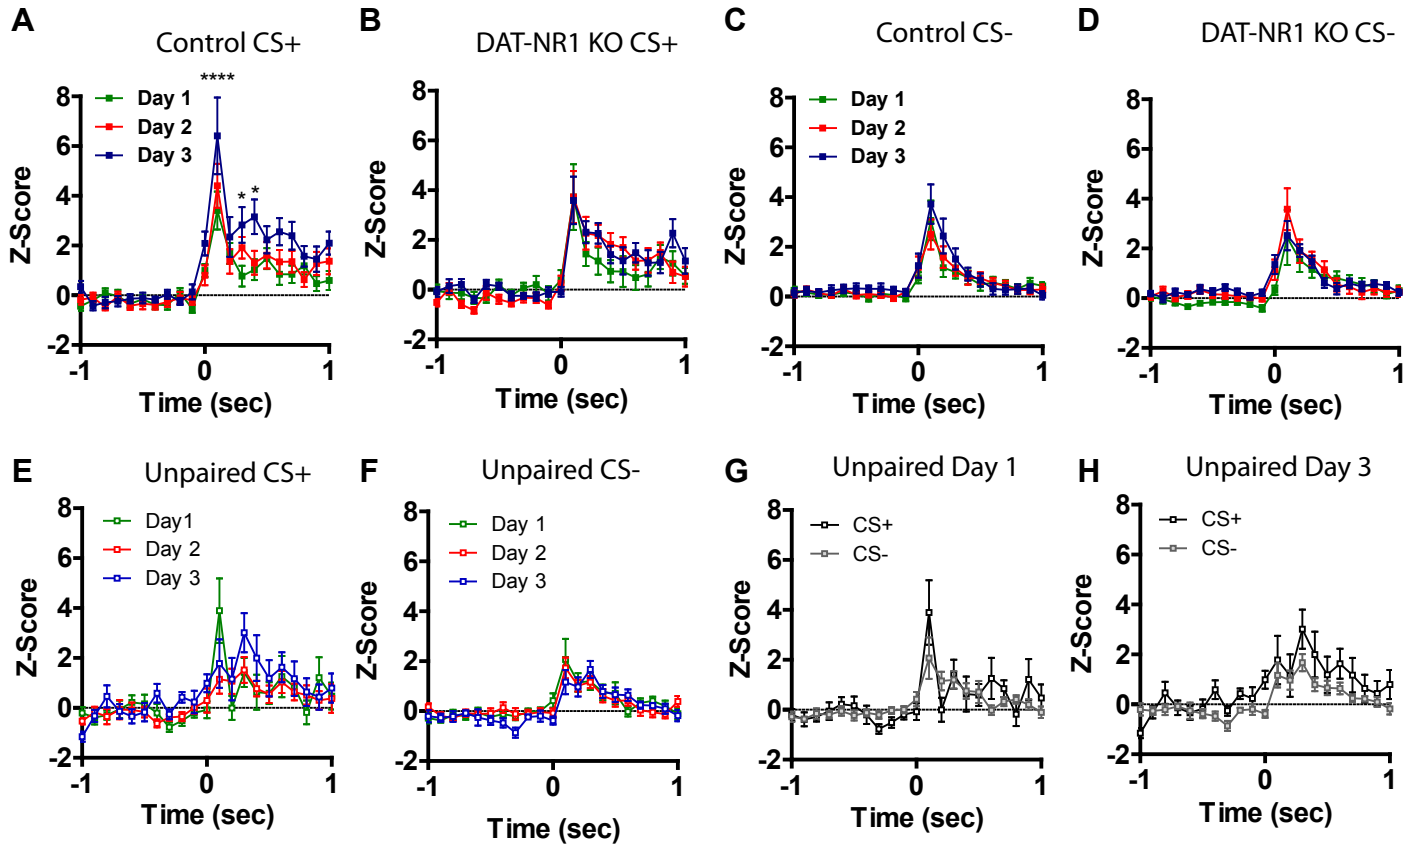 A
Control CS+
****
* *
Day 1
Day 2
Day 3
8
6
4
2
0
-2
Z-Score
-1
0
1
Time (sec)
B
DAT-NR1 KO CS+
8
6
4
2
0
-2
Z-Score
-1
0
1
Time (sec)
C
Control CS-
Day 1
Day 2
Day 3
8
6
4
2
0
-2
Z-Score
-1
0
1
Time (sec)
D
DAT-NR1 KO CS-
8
6
4
2
0
-2
Z-Score
-1
0
1
Time (sec)
E
Unpaired CS+
Day1
Day 2
Day 3
8
6
4
2
0
-2
Z-Score
-1
0
1
Time (sec)
F
Unpaired CS-
Day 1
Day 2
Day 3
8
6
4
2
0
-2
Z-Score
-1
0
1
Time (sec)
G
Unpaired Day 1
CS+
CS-
8
6
4
2
0
-2
Z-Score
-1
0
1
Time (sec)
H
Unpaired Day 3
CS+
CS-
8
6
4
2
0
-2
Z-Score
-1
0
1
Time (sec)